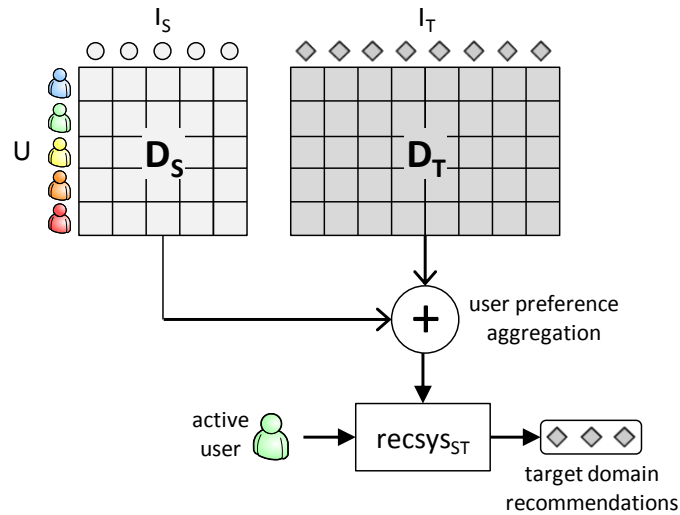 I_S
I_T
U
D_S
D_T
+
user preference
aggregation
active
user
recsys_ST
target domain
recommendations